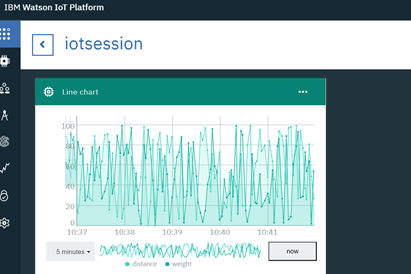 IBM Watson IoT Platform
iotsession
Line chart
100
80
60
40
20
0
10:37 10:38 10:39 10:40 10:41
5 minutes
now
distance weight